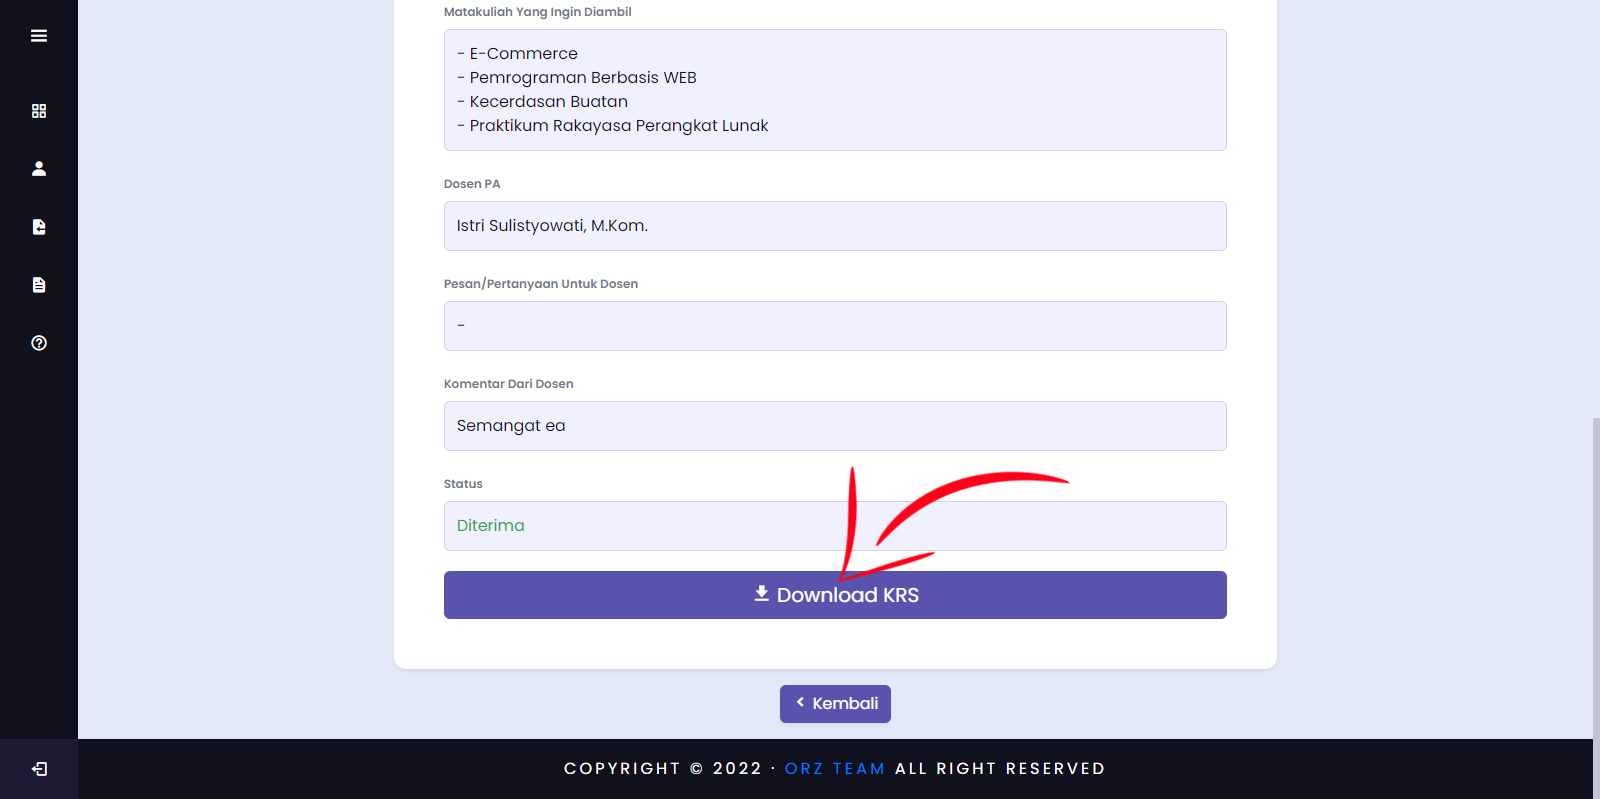 Matakuliah Yang Ingin Diambil
- E-Commerce
- Pemrograman Berbasis WEB
- Kecerdasan Buatan
- Praktikum Rakayasa Perangkat Lunak
Dosen PA
Istri Sulistyowati, M.Kom.
Pesan/Pertanyaan Untuk Dosen
-
Komentar Dari Dosen
Semangat ea
Status
Diterima
Download KRS
Kembali
COPYRIGHT © 2022 · ORZ TEAM ALL RIGHT RESERVED